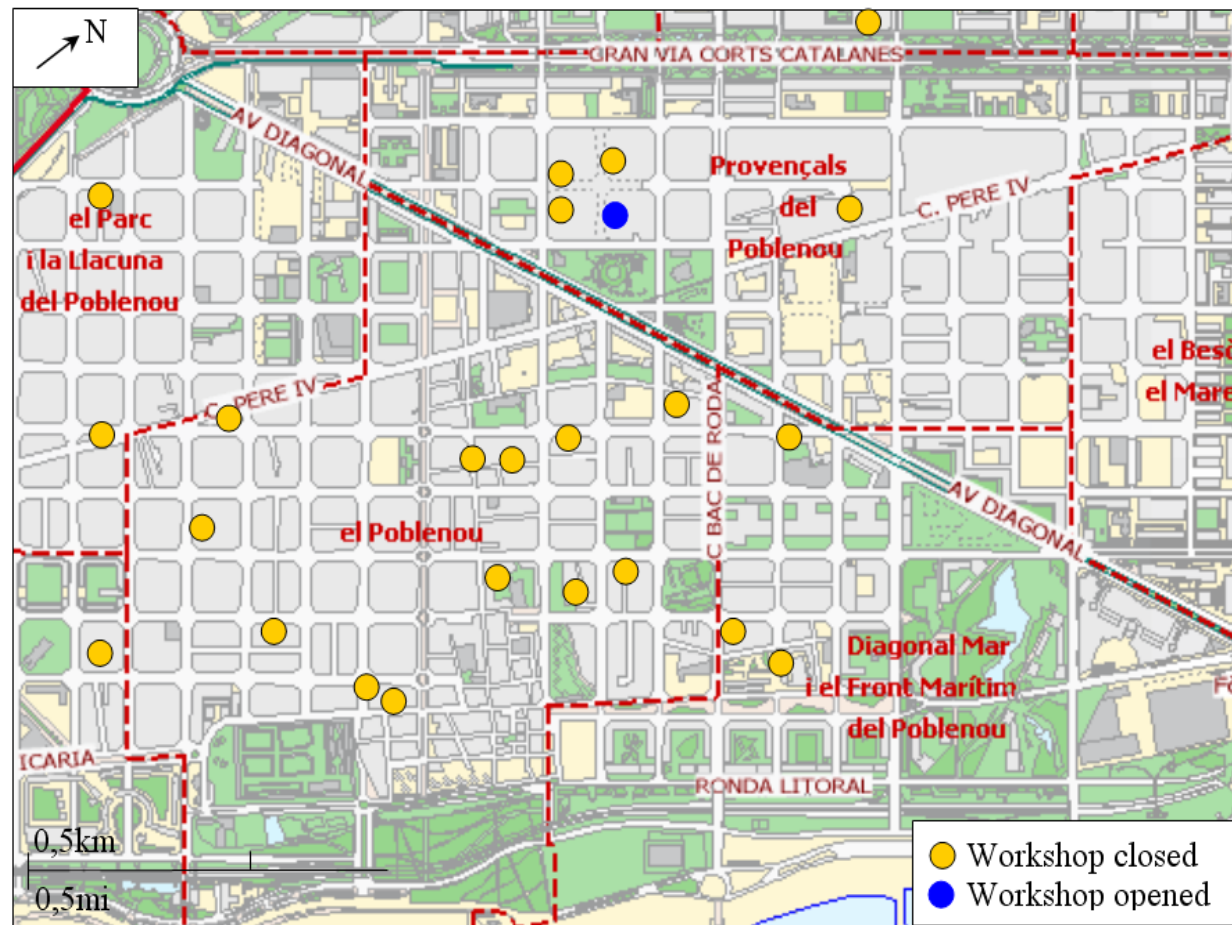 N
GRAN VIA CORTS CATALANES
AV DIAGONAL
Provençals
del
Poblenou
C. PERE IV
el Parc
i la Llacuna
del Poblenou
el Besò
el Mare
C. PERE IV
C BAC DE RODA
AV DIAGONAL
el Poblenou
Diagonal Mar
i el Front Marítim
del Poblenou
ICARIA
RONDA LITORAL
0,5km
0,5mi
Workshop closed
Workshop opened